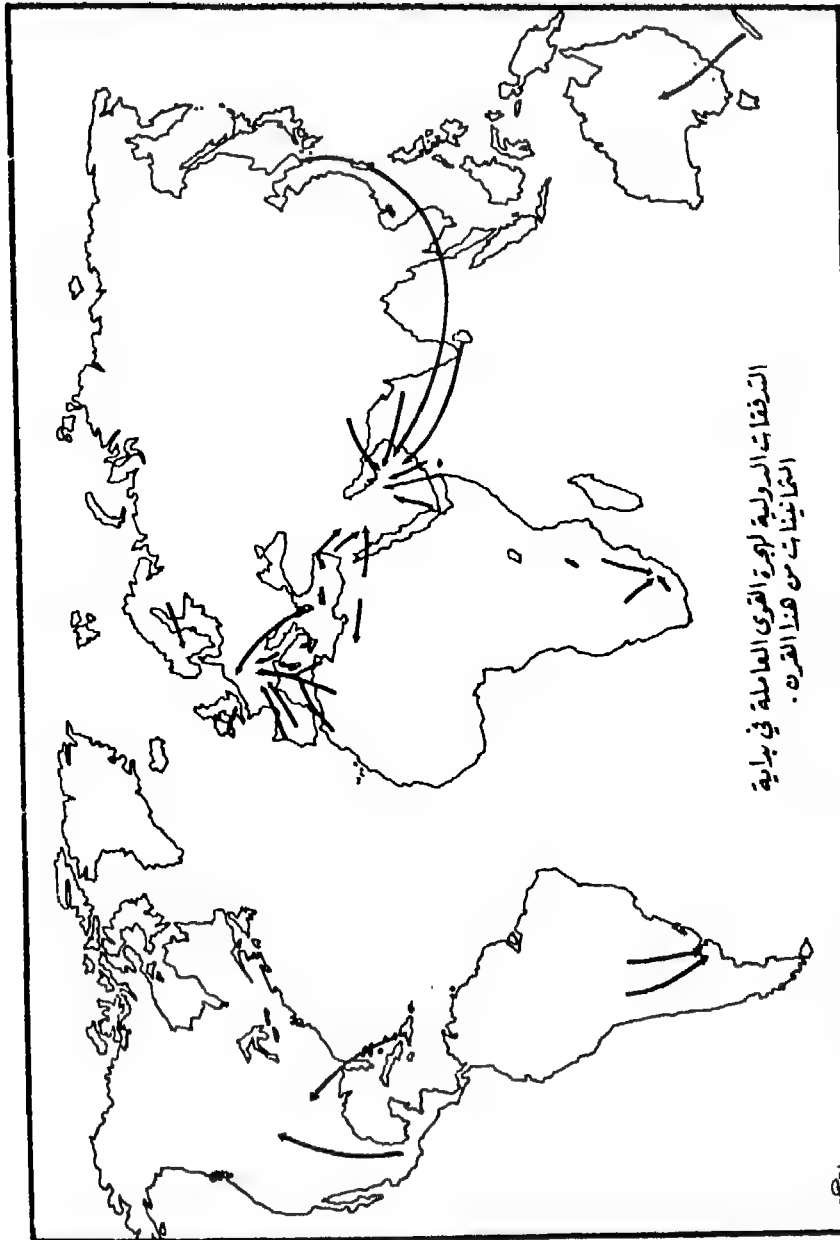 التدفقات الدولية لهجرة القوى العاملة في بداية
الثمانينات من هذا القرن .